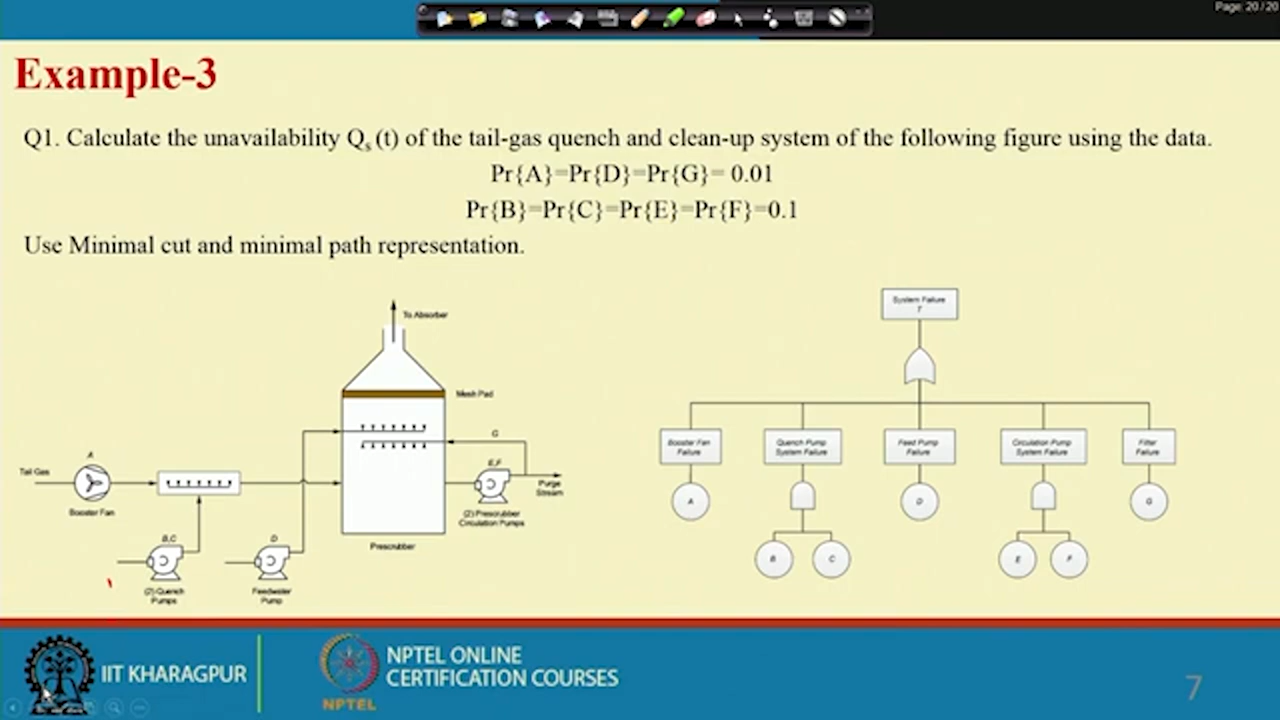 Page: 20 / 20
Example-3
Q1. Calculate the unavailability Qs (t) of the tail-gas quench and clean-up system of the following figure using the data.
Pr{A}=Pr{D}=Pr{G}= 0.01
Pr{B}=Pr{C}=Pr{E}=Pr{F}=0.1
Use Minimal cut and minimal path representation.
To Absorber
Mesh Pad
G
A
Tail Gas
Booster Fan
E,F
Purge
Stream
(2) Prescrubber
Circulation Pumps
Prescrubber
B,C
(2) Quench
Pumps
D
Feedwater
Pump
System Failure
T
Booster Fan
Failure
Quench Pump
System Failure
Feed Pump
Failure
Circulation Pump
System Failure
Filter
Failure
A
D
G
B
C
E
F
IIT KHARAGPUR
NPTEL
NPTEL ONLINE
CERTIFICATION COURSES
7